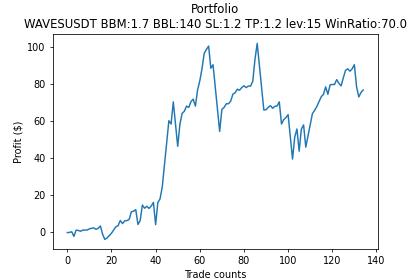 Portfolio
WAVESUSDT BBM:1.7 BBL:140 SL:1.2 TP:1.2 lev:15 WinRatio:70.0
Profit ($)
100
80
60
40
20
0
0 20 40 60 80 100 120 140
Trade counts